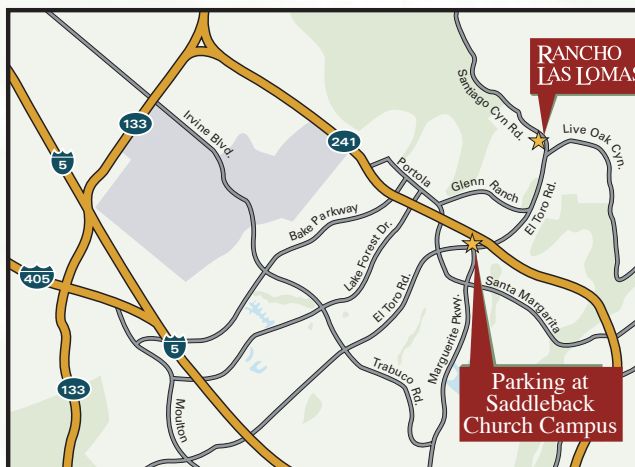 RANCHO
LAS LOMAS
Santiago Cyn Rd.
Live Oak Cyn.
133
Irvine Blvd.
241
5
Portola
Glenn Ranch
El Toro Rd.
Bake Parkway
Lake Forest Dr.
405
El Toro Rd.
Santa Margarita
Marguerite Pkwy.
5
Trabuco Rd.
133
Moulton
Parking at
Saddleback
Church Campus